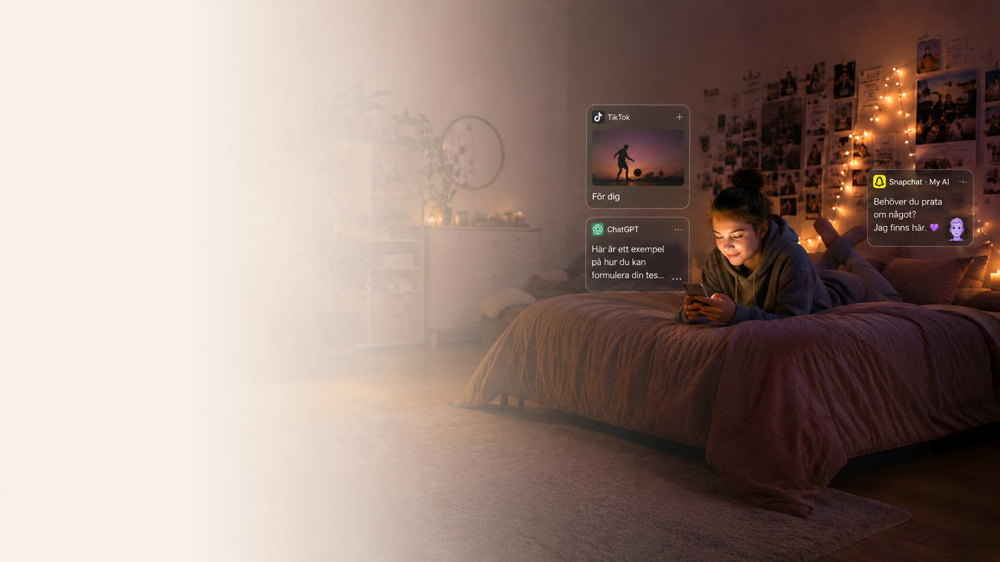 TikTok
För dig
ChatGPT
Här är ett exempel
på hur du kan
formulera din tes...
Snapchat · My AI
Behöver du prata
om något?
Jag finns här. 💜